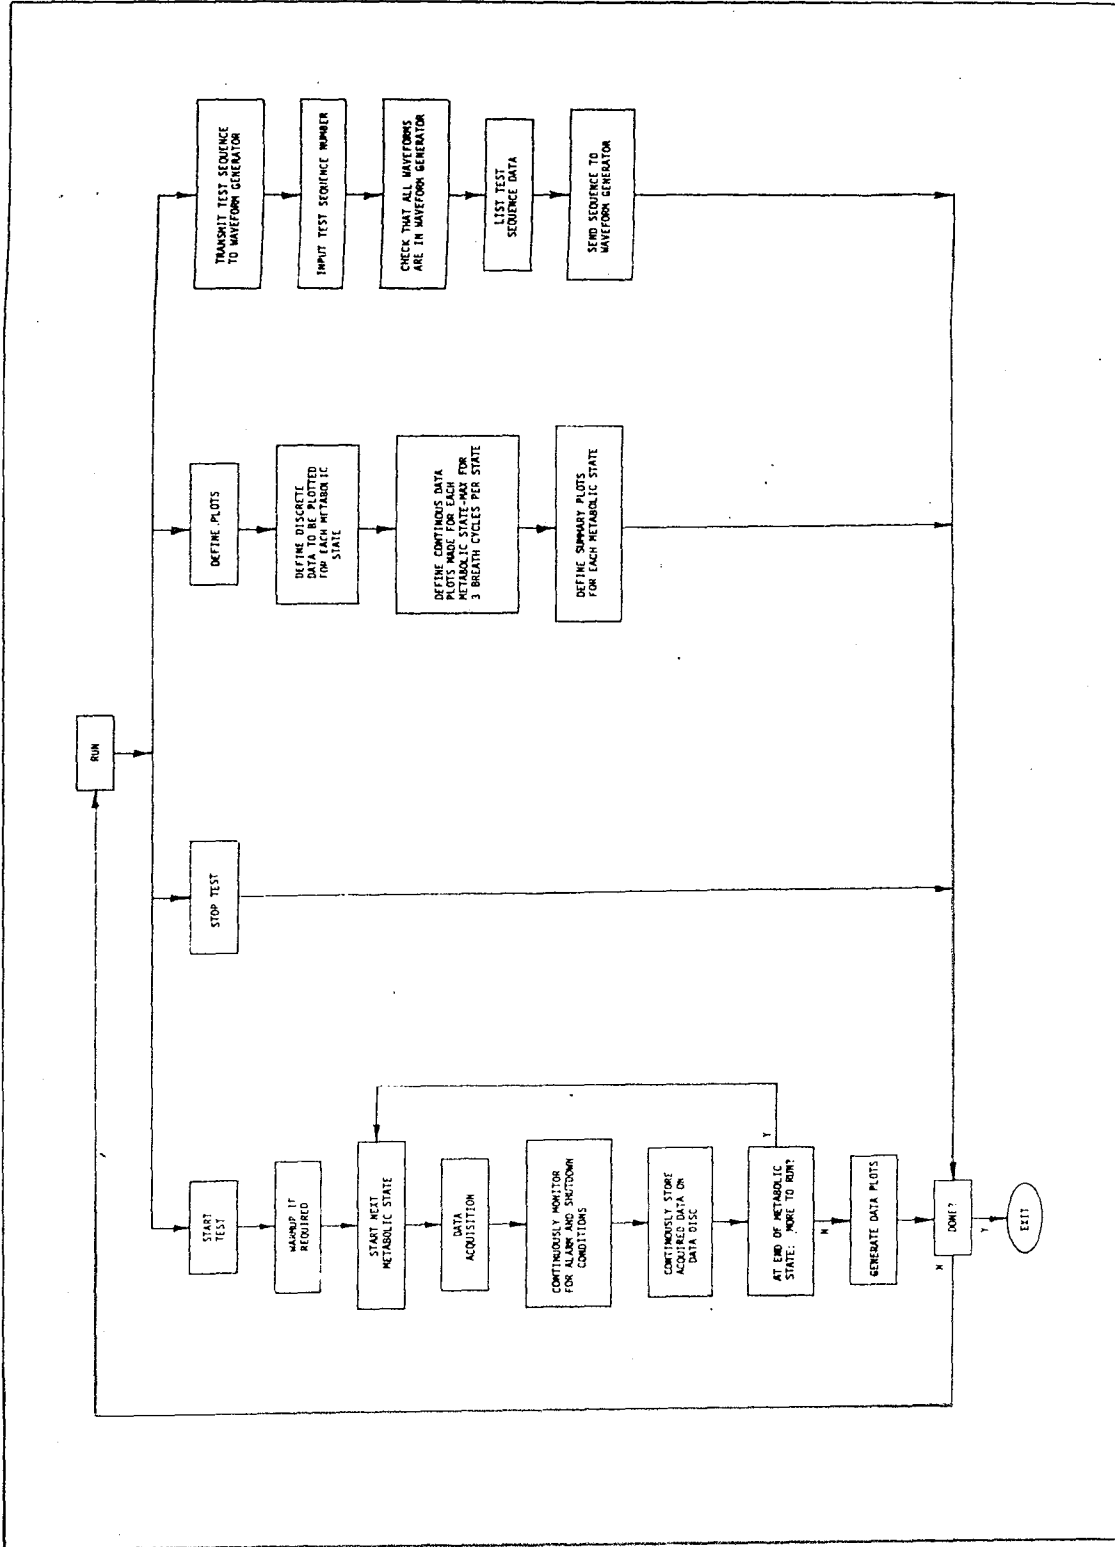 RUN
START
TEST
WARMUP IF
REQUIRED
START NEXT
METABOLIC STATE
DATA
ACQUISITION
CONTINUOUSLY MONITOR
FOR ALARM AND SHUTDOWN
CONDITIONS
CONTINUOUSLY STORE
ACQUIRED DATA ON
DATA DISC
AT END OF METABOLIC
STATE: MORE TO RUN?
Y
N
GENERATE DATA PLOTS
DONE?
N
Y
EXIT
STOP TEST
DEFINE PLOTS
DEFINE DISCRETE
DATA TO BE PLOTTED
FOR EACH METABOLIC
STATE
DEFINE CONTINOUS DATA
PLOTS MADE FOR EACH
METABOLIC STATE-MAX FOR
3 BREATH CYCLES PER STATE
DEFINE SUMMARY PLOTS
FOR EACH METABOLIC STATE
TRANSMIT TEST SEQUENCE
TO WAVEFORM GENERATOR
INPUT TEST SEQUENCE NUMBER
CHECK THAT ALL WAVEFORMS
ARE IN WAVEFORM GENERATOR
LIST TEST
SEQUENCE DATA
SEND SEQUENCE TO
WAVEFORM GENERATOR